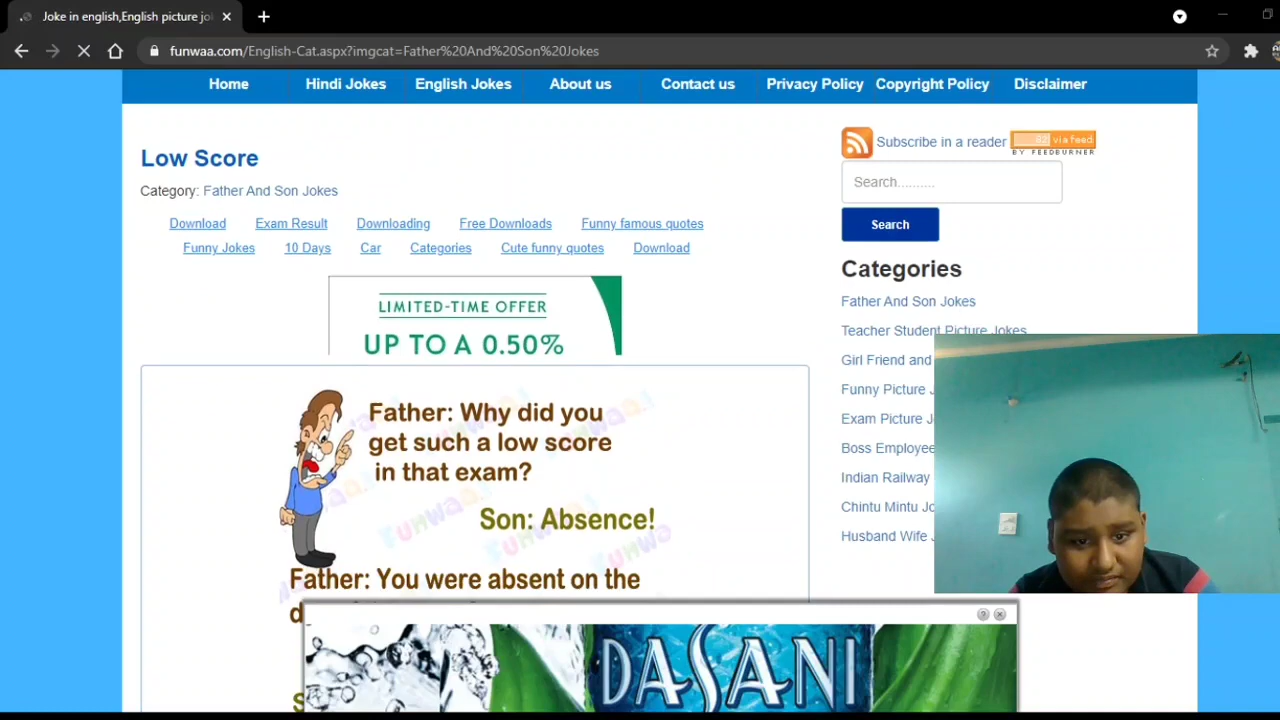 Joke in english,English picture jo
funwaa.com/English-Cat.aspx?imgcat=Father%20And%20Son%20Jokes
Home Hindi Jokes English Jokes About us Contact us Privacy Policy Copyright Policy Disclaimer
Low Score
Category: Father And Son Jokes
Download Exam Result Downloading Free Downloads Funny famous quotes
Funny Jokes 10 Days Car Categories Cute funny quotes Download
LIMITED-TIME OFFER
UP TO A 0.50%
Father: Why did you
get such a low score
in that exam?
Son: Absence!
Father: You were absent on the
DASANI
Subscribe in a reader
via feed
BY FEEDBURNER
Search..........
Search
Categories
Father And Son Jokes
Teacher Student Picture Jokes
Girl Friend and
Funny Picture J
Exam Picture J
Boss Employee
Indian Railway
Chintu Mintu Jo
Husband Wife J